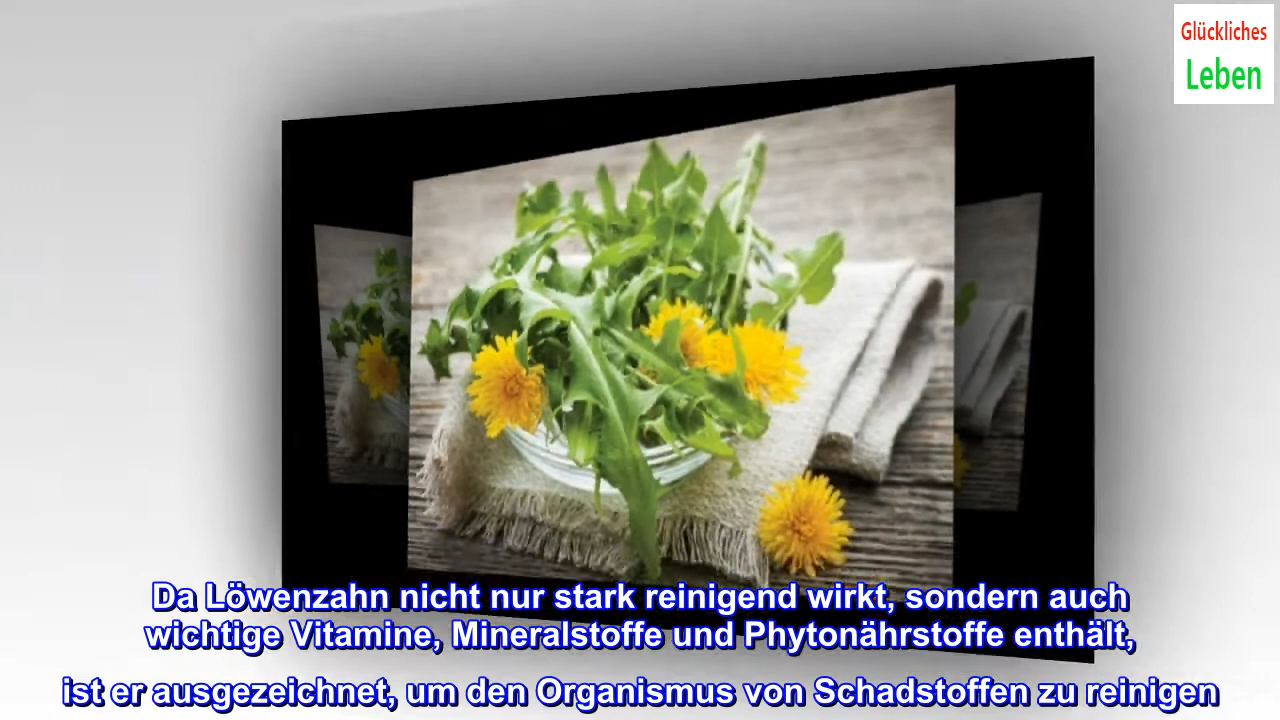 Glückliches
Leben
Da Löwenzahn nicht nur stark reinigend wirkt, sondern auch
wichtige Vitamine, Mineralstoffe und Phytonährstoffe enthält,
ist er ausgezeichnet, um den Organismus von Schadstoffen zu reinigen